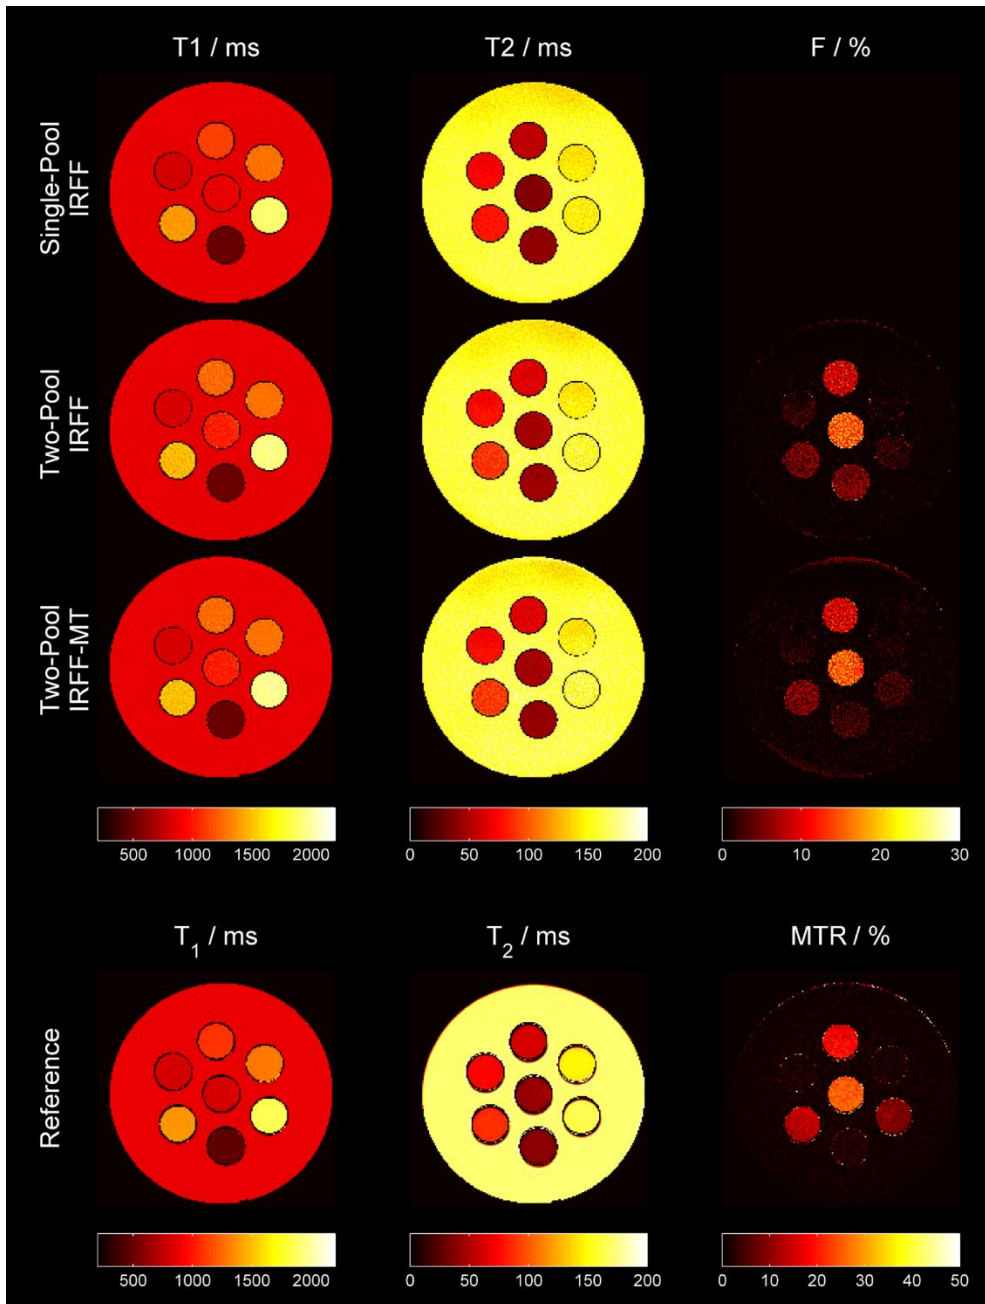 T1 / ms T2 / ms F / %
Single-Pool
IRFF
Two-Pool
IRFF
Two-Pool
IRFF-MT
500 1000 1500 2000 0 50 100 150 200 0 10 20 30
T₁ / ms T₂ / ms MTR / %
Reference
500 1000 1500 2000 0 50 100 150 200 0 10 20 30 40 50